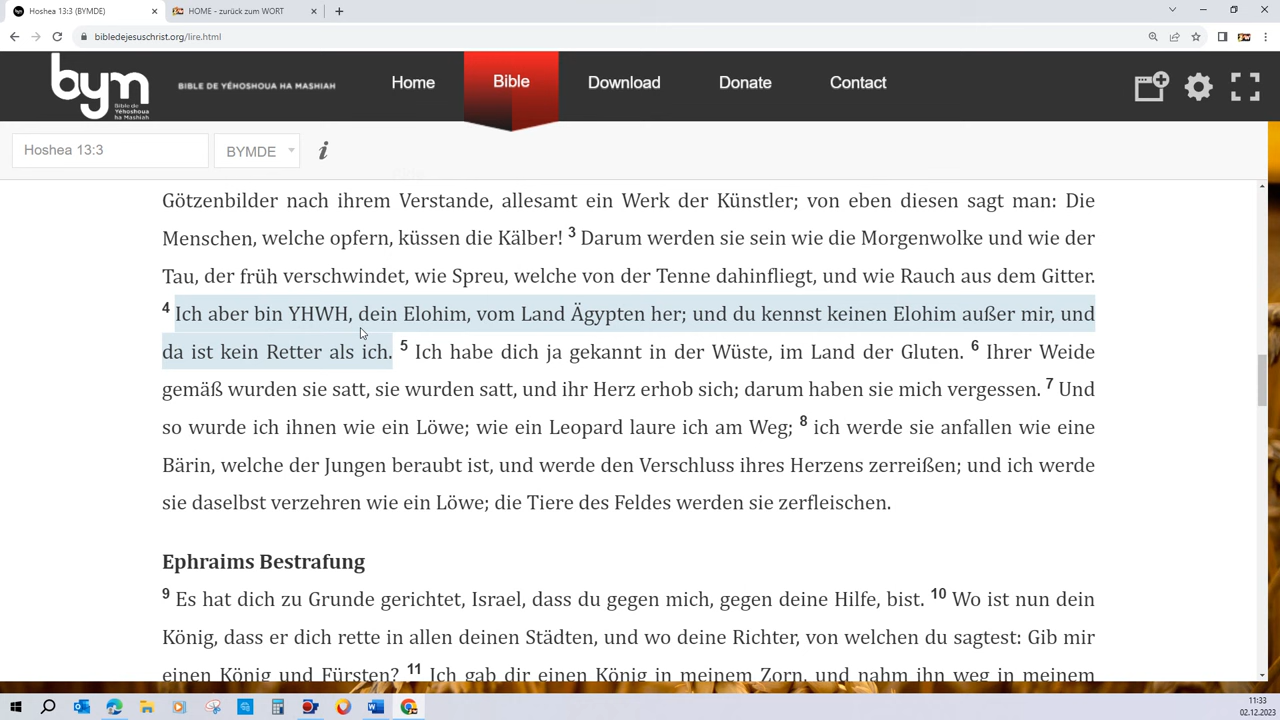 Hoshea 13:3 (BYMDE)
HOME - zurück zum WORT
bibledejesuschrist.org/lire.html
bym
Bible de
Yéhoshoua
ha Mashiah
BIBLE DE YÉHOSHOUA HA MASHIAH
Home
Bible
Download
Donate
Contact
Hoshea 13:3
BYMDE
i
Götzenbilder nach ihrem Verstande, allesamt ein Werk der Künstler; von eben diesen sagt man: Die
Menschen, welche opfern, küssen die Kälber! 3 Darum werden sie sein wie die Morgenwolke und wie der
Tau, der früh verschwindet, wie Spreu, welche von der Tenne dahinfliegt, und wie Rauch aus dem Gitter.
4 Ich aber bin YHWH, dein Elohim, vom Land Ägypten her; und du kennst keinen Elohim außer mir, und
da ist kein Retter als ich. 5 Ich habe dich ja gekannt in der Wüste, im Land der Gluten. 6 Ihrer Weide
gemäß wurden sie satt, sie wurden satt, und ihr Herz erhob sich; darum haben sie mich vergessen. 7 Und
so wurde ich ihnen wie ein Löwe; wie ein Leopard laure ich am Weg; 8 ich werde sie anfallen wie eine
Bärin, welche der Jungen beraubt ist, und werde den Verschluss ihres Herzens zerreißen; und ich werde
sie daselbst verzehren wie ein Löwe; die Tiere des Feldes werden sie zerfleischen.
Ephraims Bestrafung
9 Es hat dich zu Grunde gerichtet, Israel, dass du gegen mich, gegen deine Hilfe, bist. 10 Wo ist nun dein
König, dass er dich rette in allen deinen Städten, und wo deine Richter, von welchen du sagtest: Gib mir
einen König und Fürsten? 11 Ich gab dir einen König in meinem Zorn, und nahm ihn weg in meinem
11:33
02.12.2023